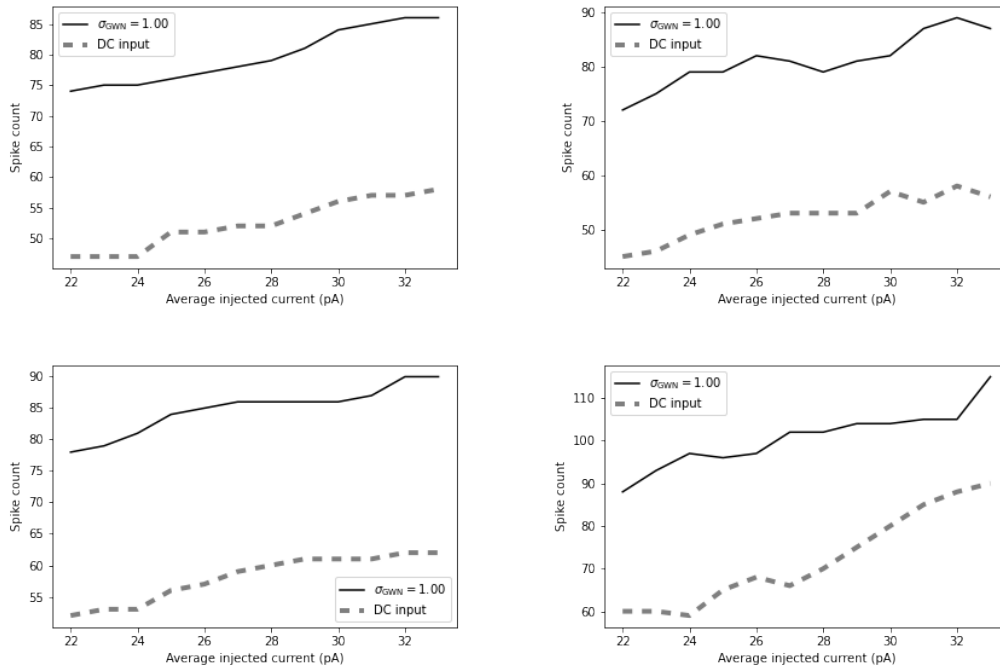 85
80
75
70
65
60
55
50
Spike count
σGWN = 1.00
DC input
22 24 26 28 30 32
Average injected current (pA)
90
80
70
60
50
Spike count
σGWN = 1.00
DC input
22 24 26 28 30 32
Average injected current (pA)
90
85
80
75
70
65
60
55
Spike count
σGWN = 1.00
DC input
22 24 26 28 30 32
Average injected current (pA)
110
100
90
80
70
60
Spike count
σGWN = 1.00
DC input
22 24 26 28 30 32
Average injected current (pA)